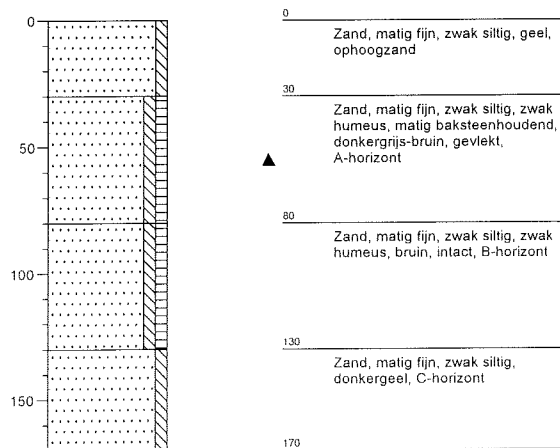 0
50
100
150
0
Zand, matig fijn, zwak siltig, geel,
ophoogzand
30
Zand, matig fijn, zwak siltig, zwak
humeus, matig baksteenhoudend,
donkergrijs-bruin, gevlekt,
A-horizont
80
Zand, matig fijn, zwak siltig, zwak
humeus, bruin, intact, B-horizont
130
Zand, matig fijn, zwak siltig,
donkergeel, C-horizont
170